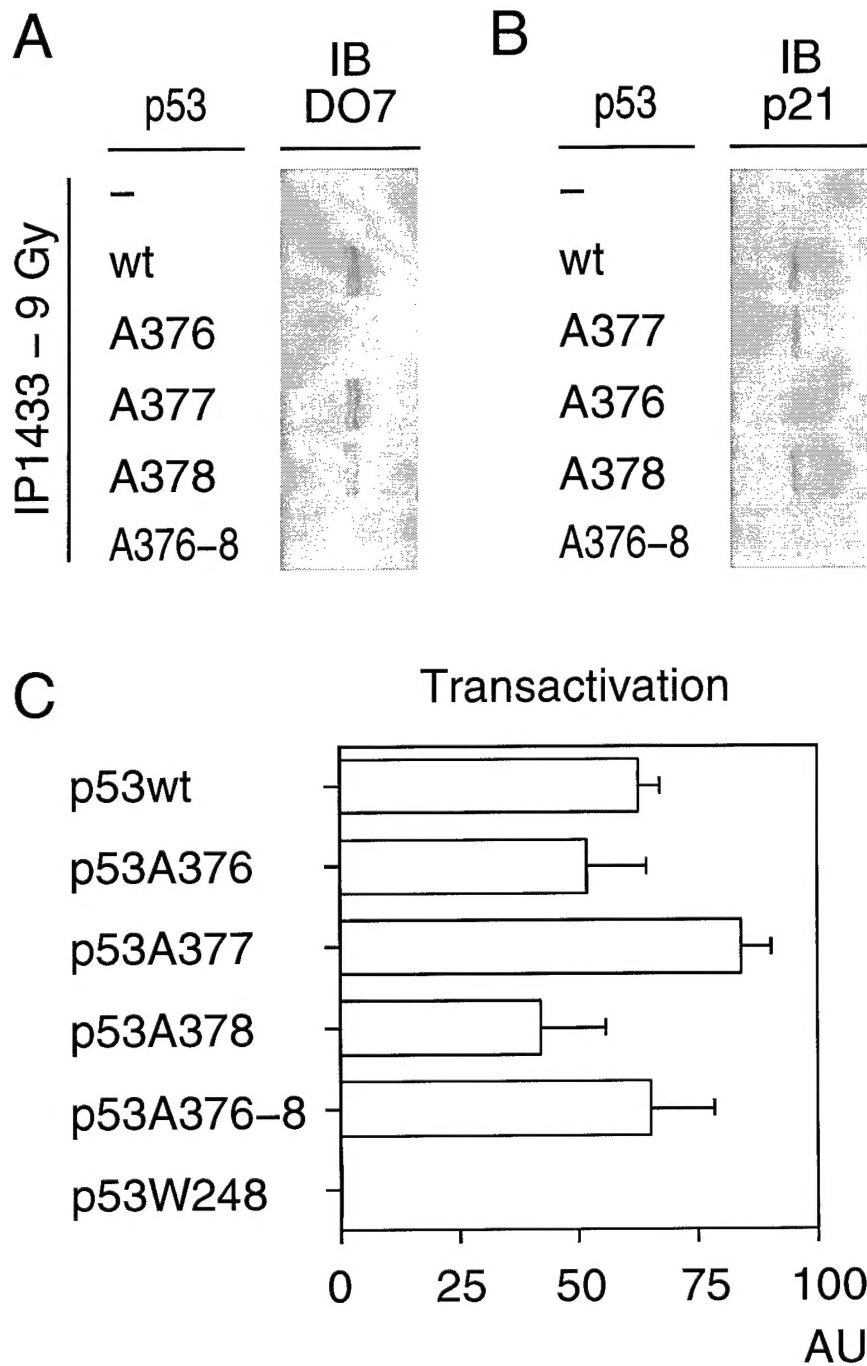 A
p53
IB
DO7
IP1433 – 9 Gy
–
wt
A376
A377
A378
A376–8
B
p53
IB
p21
–
wt
A377
A376
A378
A376–8
C
Transactivation
p53wt
p53A376
p53A377
p53A378
p53A376–8
p53W248
0 25 50 75 100
AU